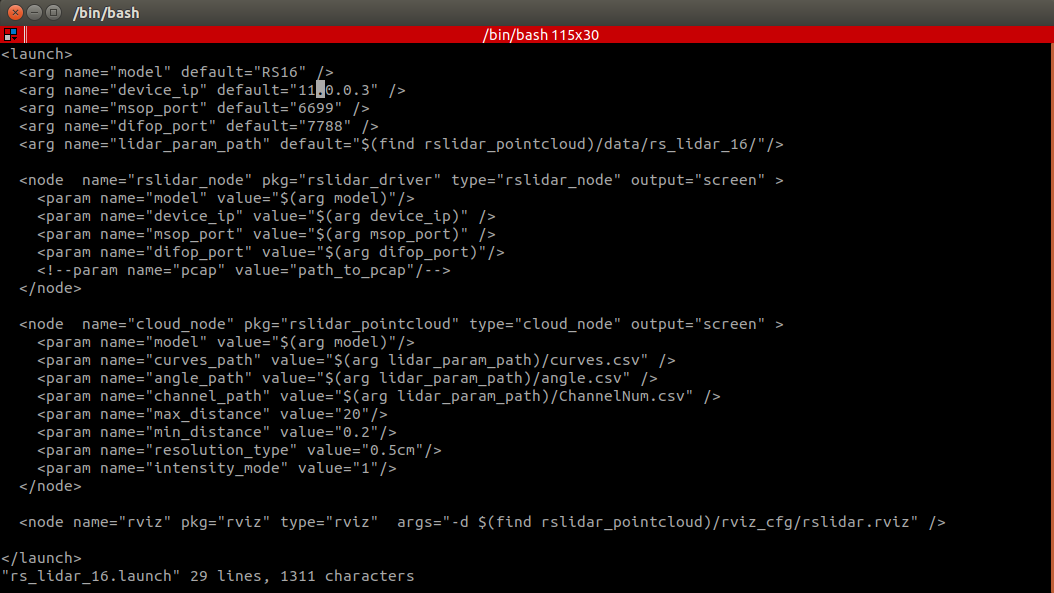 /bin/bash
/bin/bash 115x30
<launch>
  <arg name="model" default="RS16" />
  <arg name="device_ip" default="11.0.0.3" />
  <arg name="msop_port" default="6699" />
  <arg name="difop_port" default="7788" />
  <arg name="lidar_param_path" default="$(find rslidar_pointcloud)/data/rs_lidar_16/"/>

  <node  name="rslidar_node" pkg="rslidar_driver" type="rslidar_node" output="screen" >
    <param name="model" value="$(arg model)"/>
    <param name="device_ip" value="$(arg device_ip)" />
    <param name="msop_port" value="$(arg msop_port)" />
    <param name="difop_port" value="$(arg difop_port)"/>
    <!--param name="pcap" value="path_to_pcap"/-->
  </node>

  <node  name="cloud_node" pkg="rslidar_pointcloud" type="cloud_node" output="screen" >
    <param name="model" value="$(arg model)"/>
    <param name="curves_path" value="$(arg lidar_param_path)/curves.csv" />
    <param name="angle_path" value="$(arg lidar_param_path)/angle.csv" />
    <param name="channel_path" value="$(arg lidar_param_path)/ChannelNum.csv" />
    <param name="max_distance" value="20"/>
    <param name="min_distance" value="0.2"/>
    <param name="resolution_type" value="0.5cm"/>
    <param name="intensity_mode" value="1"/>
  </node>

  <node name="rviz" pkg="rviz" type="rviz"  args="-d $(find rslidar_pointcloud)/rviz_cfg/rslidar.rviz" />

</launch>
"rs_lidar_16.launch" 29 lines, 1311 characters